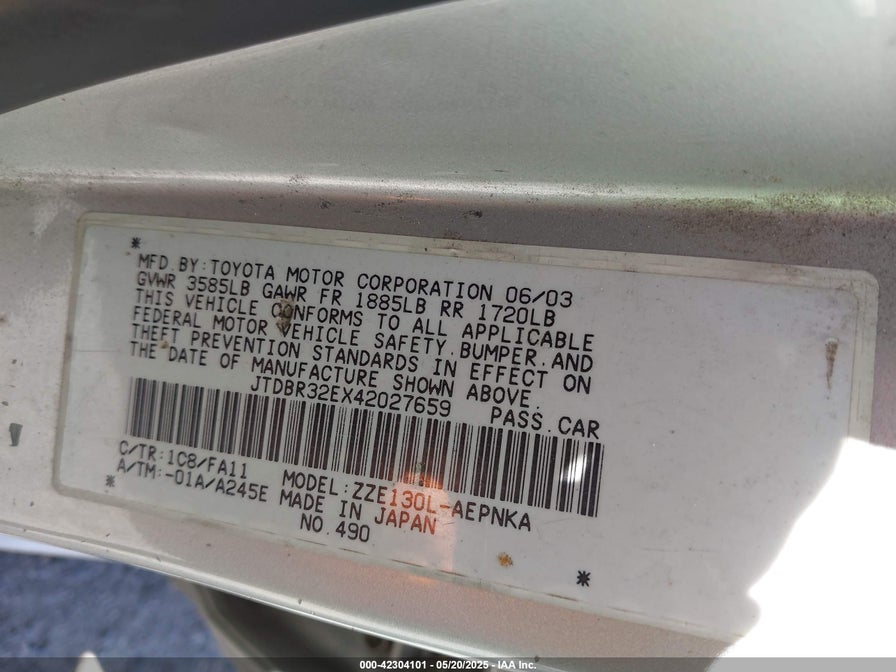 *
MFD.BY:TOYOTA MOTOR CORPORATION 06/03
GVWR 3585LB GAWR FR 1885LB RR 1720LB
THIS VEHICLE CONFORMS TO ALL APPLICABLE
FEDERAL MOTOR VEHICLE SAFETY,BUMPER,AND
THEFT PREVENTION STANDARDS IN EFFECT ON
THE DATE OF MANUFACTURE SHOWN ABOVE.
JTDBR32EX42027659 PASS.CAR
C/TR:1C8/FA11 MODEL:ZZE130L-AEPNKA
A/TM:-01A/A245E MADE IN JAPAN
* NO.490 *
000-42304101 - 05/20/2025 - IAA Inc.